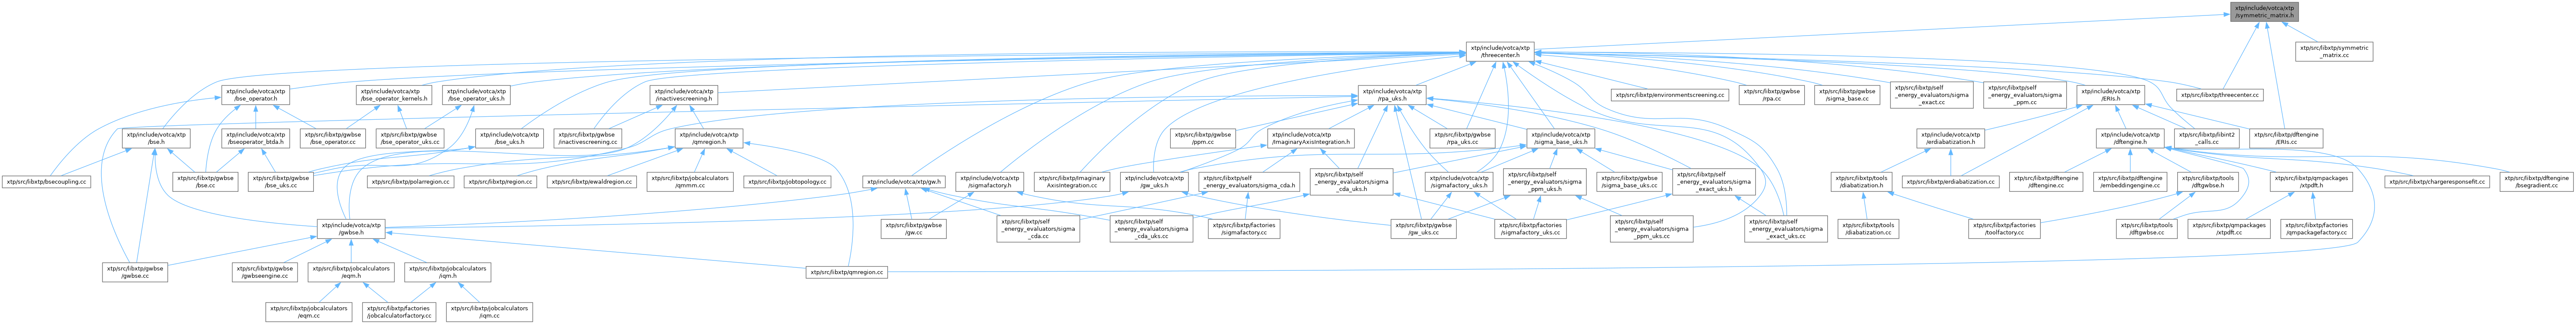 xtp/include/votca/xtp
/symmetric_matrix.h
xtp/include/votca/xtp
/threecenter.h
xtp/src/libxtp/symmetric
_matrix.cc
xtp/include/votca/xtp
/bse_operator.h
xtp/include/votca/xtp
/bse_operator_kernels.h
xtp/include/votca/xtp
/bse_operator_uks.h
xtp/include/votca/xtp
/inactivescreening.h
xtp/include/votca/xtp
/rpa_uks.h
xtp/src/libxtp/environmentscreening.cc
xtp/src/libxtp/gwbse
/rpa.cc
xtp/src/libxtp/gwbse
/sigma_base.cc
xtp/src/libxtp/self
_energy_evaluators/sigma
_exact.cc
xtp/src/libxtp/self
_energy_evaluators/sigma
_ppm.cc
xtp/include/votca/xtp
/ERIs.h
xtp/src/libxtp/threecenter.cc
xtp/include/votca/xtp
/bse.h
xtp/include/votca/xtp
/bseoperator_btda.h
xtp/src/libxtp/gwbse
/bse_operator.cc
xtp/src/libxtp/gwbse
/bse_operator_uks.cc
xtp/include/votca/xtp
/bse_uks.h
xtp/src/libxtp/gwbse
/inactivescreening.cc
xtp/include/votca/xtp
/qmregion.h
xtp/src/libxtp/gwbse
/ppm.cc
xtp/include/votca/xtp
/ImaginaryAxisIntegration.h
xtp/src/libxtp/gwbse
/rpa_uks.cc
xtp/include/votca/xtp
/sigma_base_uks.h
xtp/include/votca/xtp
/erdiabatization.h
xtp/include/votca/xtp
/dftengine.h
xtp/src/libxtp/libint2
_calls.cc
xtp/src/libxtp/dftengine
/ERIs.cc
xtp/src/libxtp/bsecoupling.cc
xtp/src/libxtp/gwbse
/bse.cc
xtp/src/libxtp/gwbse
/bse_uks.cc
xtp/src/libxtp/polarregion.cc
xtp/src/libxtp/region.cc
xtp/src/libxtp/ewaldregion.cc
xtp/src/libxtp/jobcalculators
/qmmm.cc
xtp/src/libxtp/jobtopology.cc
xtp/include/votca/xtp/gw.h
xtp/include/votca/xtp
/sigmafactory.h
xtp/src/libxtp/Imaginary
AxisIntegration.cc
xtp/include/votca/xtp
/gw_uks.h
xtp/src/libxtp/self
_energy_evaluators/sigma_cda.h
xtp/src/libxtp/self
_energy_evaluators/sigma
_cda_uks.h
xtp/include/votca/xtp
/sigmafactory_uks.h
xtp/src/libxtp/self
_energy_evaluators/sigma
_ppm_uks.h
xtp/src/libxtp/gwbse
/sigma_base_uks.cc
xtp/src/libxtp/self
_energy_evaluators/sigma
_exact_uks.h
xtp/src/libxtp/tools
/diabatization.h
xtp/src/libxtp/erdiabatization.cc
xtp/src/libxtp/dftengine
/dftengine.cc
xtp/src/libxtp/dftengine
/embeddingengine.cc
xtp/src/libxtp/tools
/dftgwbse.h
xtp/src/libxtp/qmpackages
/xtpdft.h
xtp/src/libxtp/chargeresponsefit.cc
xtp/src/libxtp/dftengine
/bsegradient.cc
xtp/include/votca/xtp
/gwbse.h
xtp/src/libxtp/gwbse
/gw.cc
xtp/src/libxtp/self
_energy_evaluators/sigma
_cda.cc
xtp/src/libxtp/self
_energy_evaluators/sigma
_cda_uks.cc
xtp/src/libxtp/factories
/sigmafactory.cc
xtp/src/libxtp/gwbse
/gw_uks.cc
xtp/src/libxtp/factories
/sigmafactory_uks.cc
xtp/src/libxtp/self
_energy_evaluators/sigma
_ppm_uks.cc
xtp/src/libxtp/self
_energy_evaluators/sigma
_exact_uks.cc
xtp/src/libxtp/tools
/diabatization.cc
xtp/src/libxtp/factories
/toolfactory.cc
xtp/src/libxtp/tools
/dftgwbse.cc
xtp/src/libxtp/qmpackages
/xtpdft.cc
xtp/src/libxtp/factories
/qmpackagefactory.cc
xtp/src/libxtp/gwbse
/gwbse.cc
xtp/src/libxtp/gwbse
/gwbseengine.cc
xtp/src/libxtp/jobcalculators
/eqm.h
xtp/src/libxtp/jobcalculators
/iqm.h
xtp/src/libxtp/qmregion.cc
xtp/src/libxtp/jobcalculators
/eqm.cc
xtp/src/libxtp/factories
/jobcalculatorfactory.cc
xtp/src/libxtp/jobcalculators
/iqm.cc